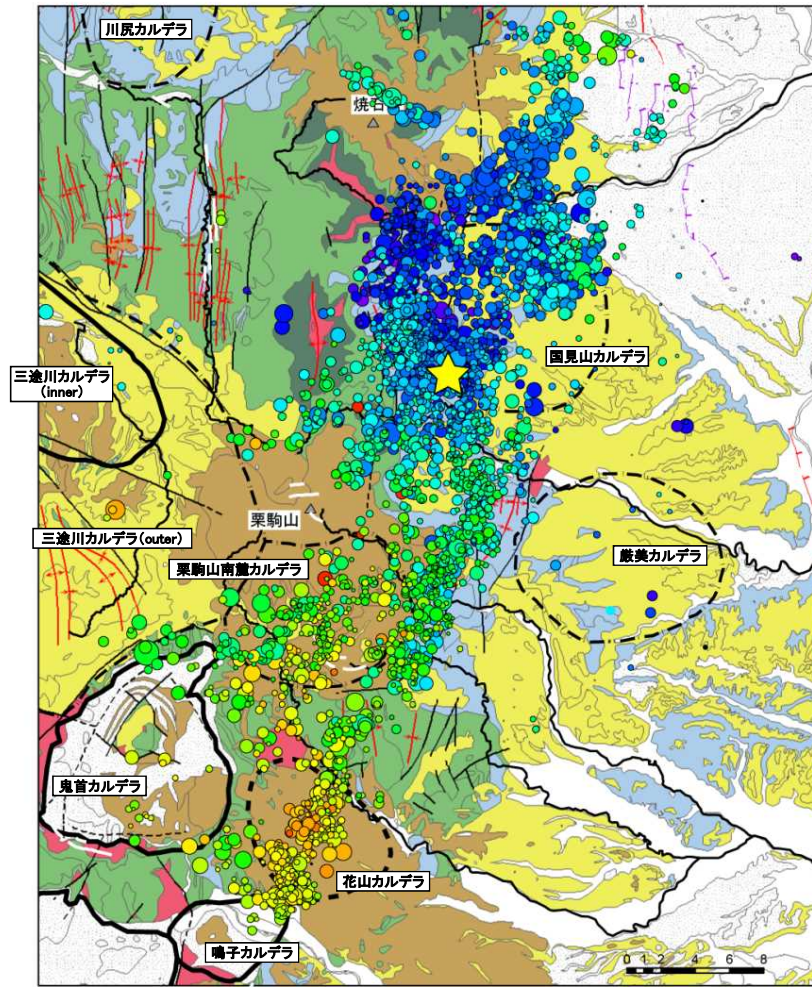 川尻カルデラ
焼石
国見山カルデラ
三途川カルデラ
(inner)
栗駒山
三途川カルデラ(outer)
栗駒山南麓カルデラ
厳美カルデラ
鬼首カルデラ
花山カルデラ
鳴子カルデラ
0 1 2 4 6 8